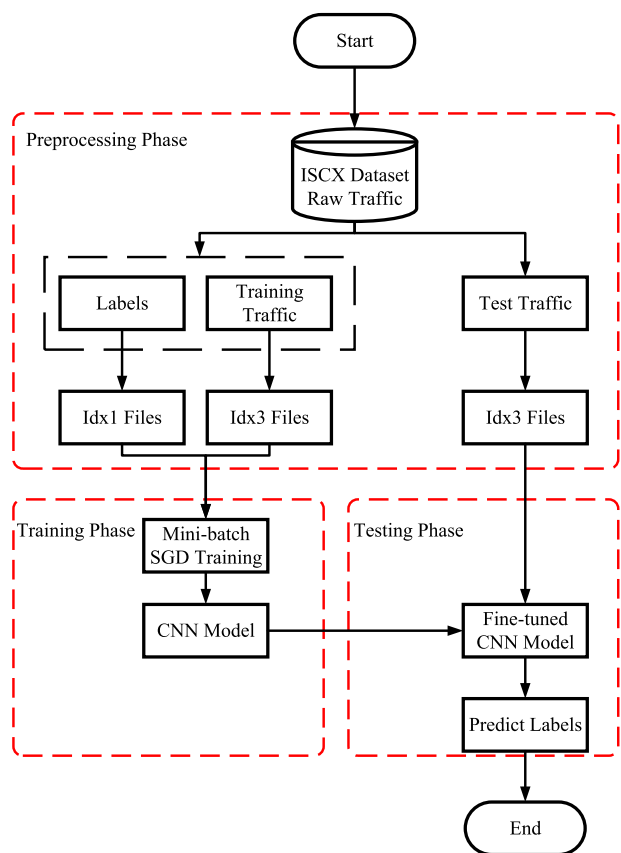 Start
Preprocessing Phase
ISCX Dataset
Raw Traffic
Labels
Training
Traffic
Test Traffic
Idx1 Files
Idx3 Files
Idx3 Files
Training Phase
Mini-batch
SGD Training
CNN Model
Testing Phase
Fine-tuned
CNN Model
Predict Labels
End